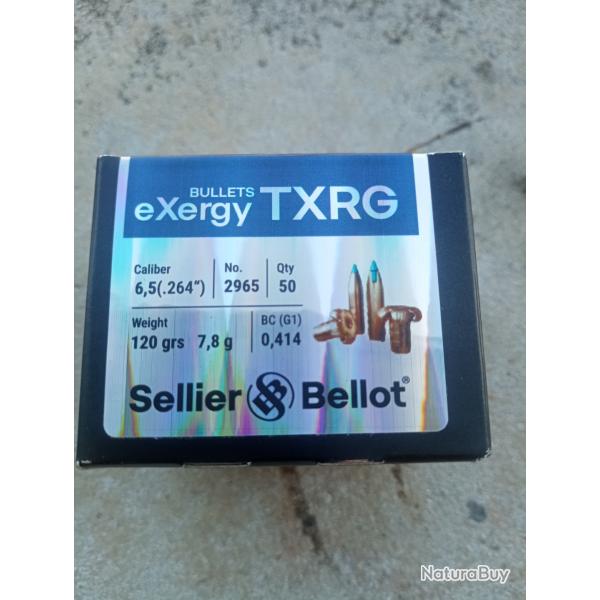 BULLETS
eXergy TXRG
Caliber No. Qty
6,5(.264") 2965 50
Weight BC (G1)
120 grs 7,8 g 0,414
Sellier SB Bellot®
NaturaBuy